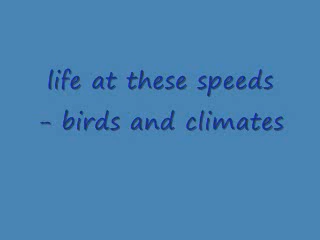 life at these speeds
- birds and climates